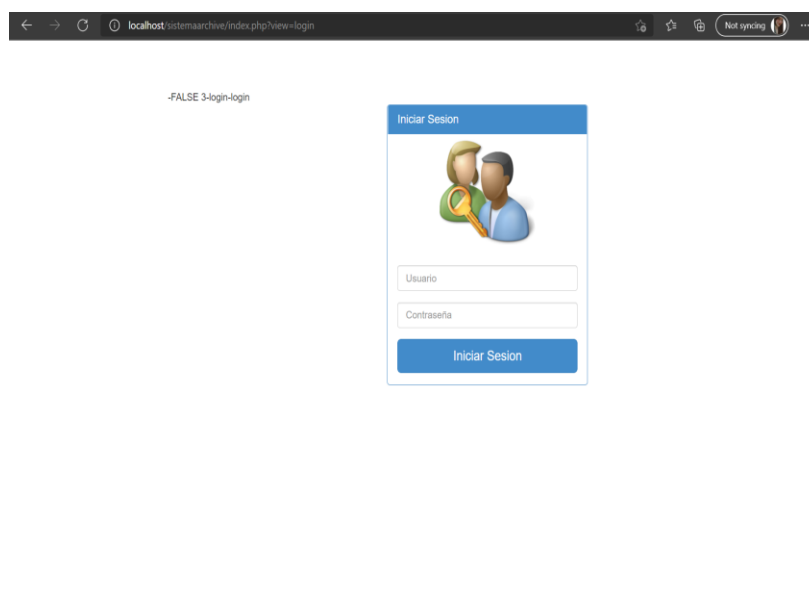 localhost/sistemaarchive/index.php?view=login
Not syncing
-FALSE 3-login-login
Iniciar Sesion
Usuario
Contraseña
Iniciar Sesion